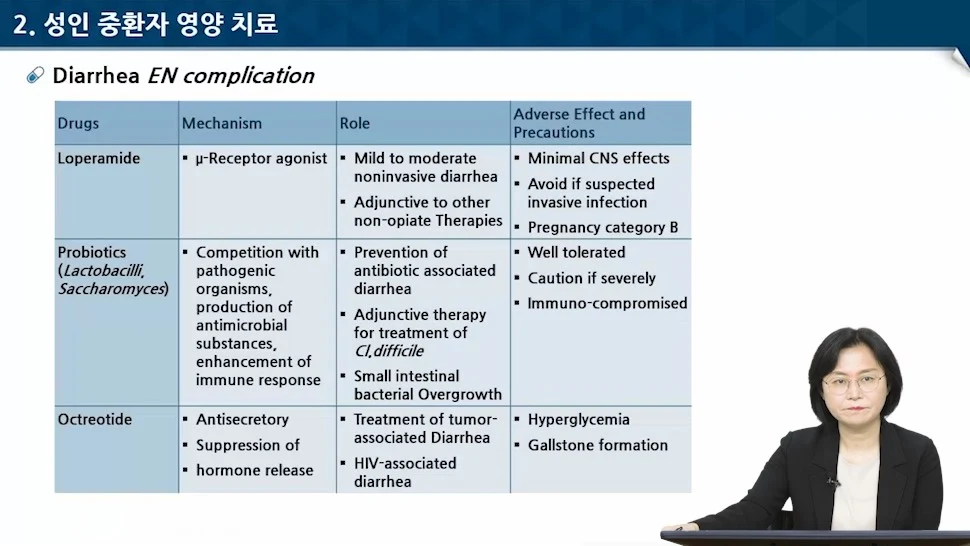 2. 성인 중환자 영양 치료
Diarrhea EN complication
Drugs
Mechanism
Role
Adverse Effect and
Precautions
Loperamide
▪ μ-Receptor agonist
▪ Mild to moderate
noninvasive diarrhea
▪ Adjunctive to other
non-opiate Therapies
▪ Minimal CNS effects
▪ Avoid if suspected
invasive infection
▪ Pregnancy category B
Probiotics
(Lactobacilli,
Saccharomyces)
▪ Competition with
pathogenic
organisms,
production of
antimicrobial
substances,
enhancement of
immune response
▪ Prevention of
antibiotic associated
diarrhea
▪ Adjunctive therapy
for treatment of
Cl.difficile
▪ Small intestinal
bacterial Overgrowth
▪ Well tolerated
▪ Caution if severely
▪ Immuno-compromised
Octreotide
▪ Antisecretory
▪ Suppression of
▪ hormone release
▪ Treatment of tumor-
associated Diarrhea
▪ HIV-associated
diarrhea
▪ Hyperglycemia
▪ Gallstone formation